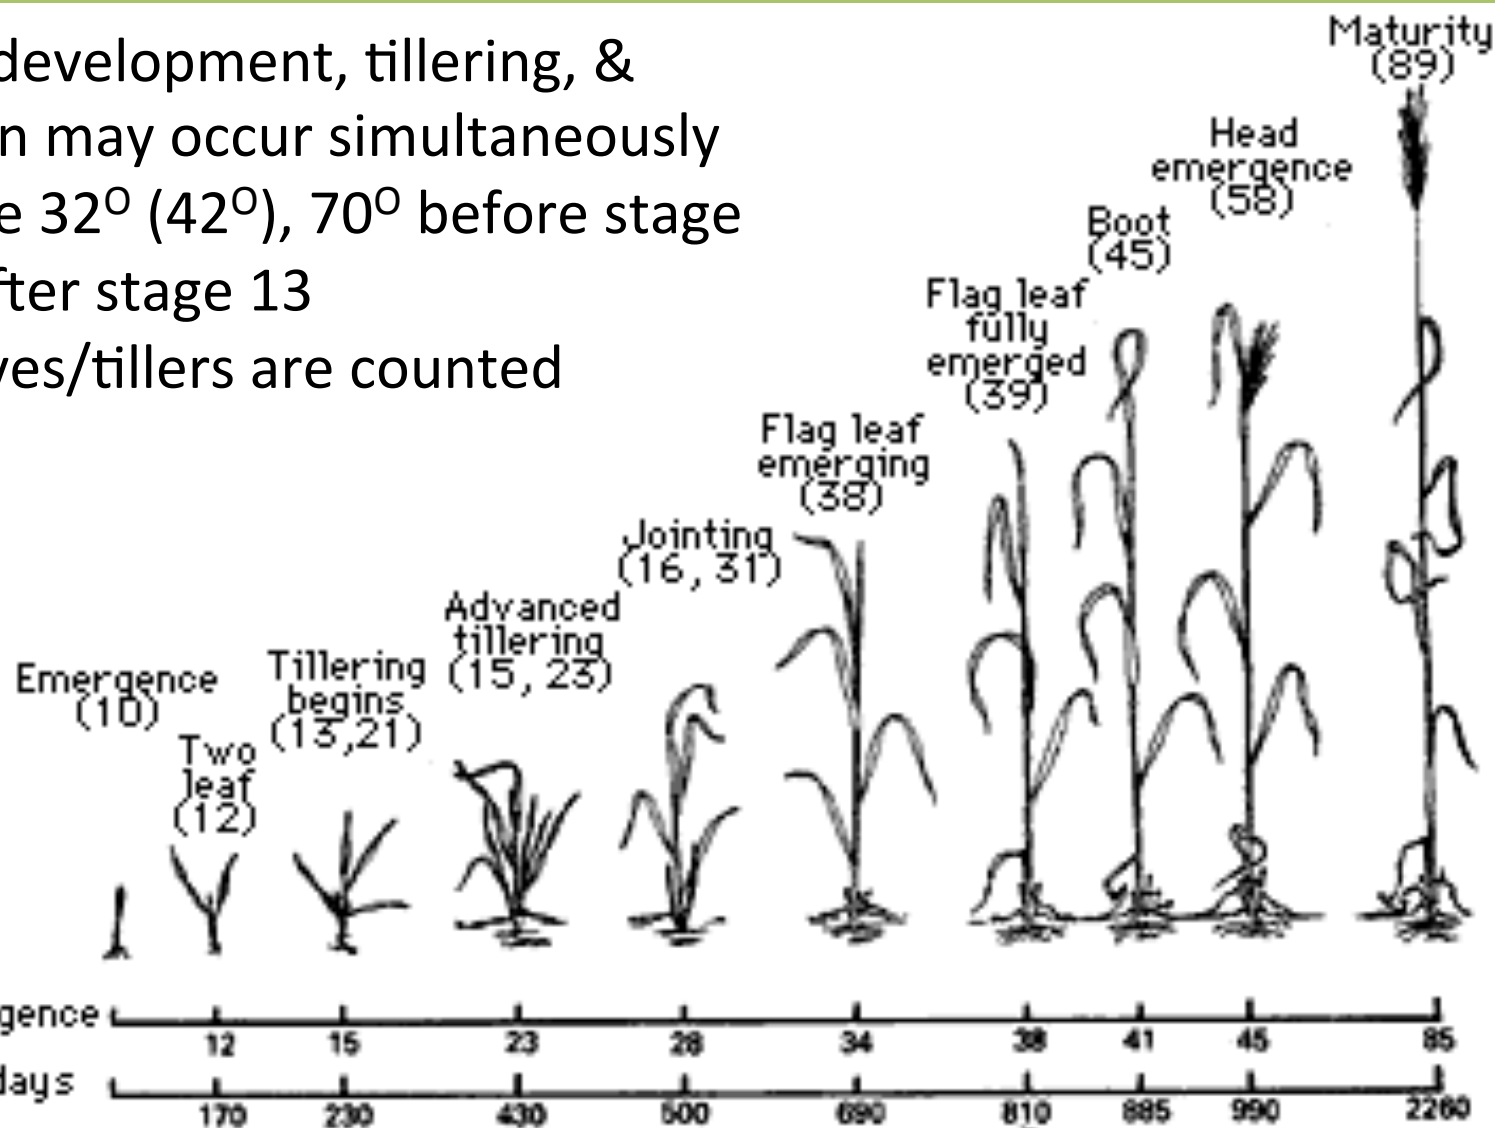 development, tillering, &
n may occur simultaneously
e 32O (42O), 70O before stage
fter stage 13
ves/tillers are counted
Maturity
(89)
Head
emergence
(58)
Boot
(45)
Flag leaf
fully
emerged
(39)
Flag leaf
emerging
(38)
Jointing
(16, 31)
Advanced
tillering
(15, 23)
Tillering
begins
(13,21)
Emergence
(10)
Two
leaf
(12)
gence
12 15 23 28 34 38 41 45 85
days
170 230 430 500 690 810 885 990 2260